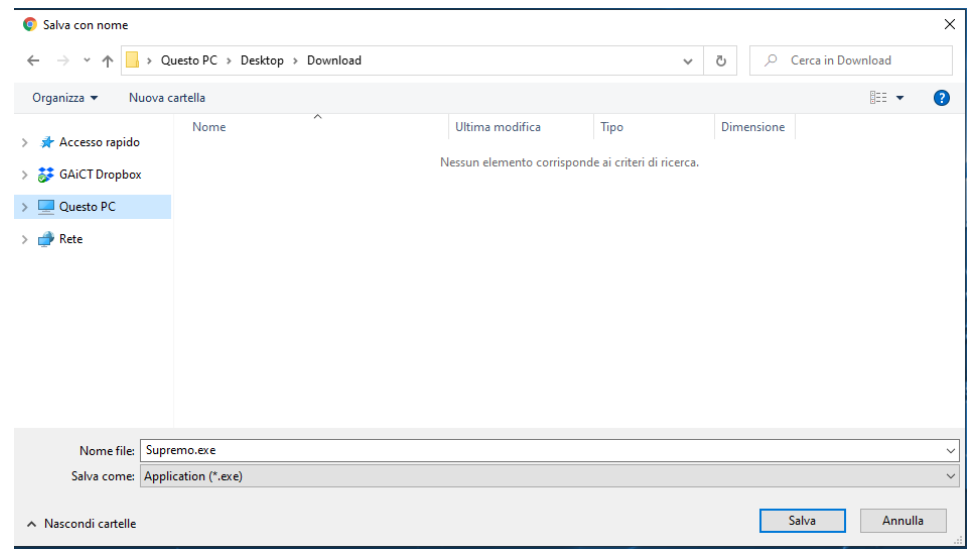 Salva con nome
Questo PC > Desktop > Download
Cerca in Download
Organizza
Nuova cartella
Nome
Ultima modifica
Tipo
Dimensione
Accesso rapido
Nessun elemento corrisponde ai criteri di ricerca.
GAiCT Dropbox
Questo PC
Rete
Nome file: Supremo.exe
Salva come: Application (*.exe)
Nascondi cartelle
Salva
Annulla